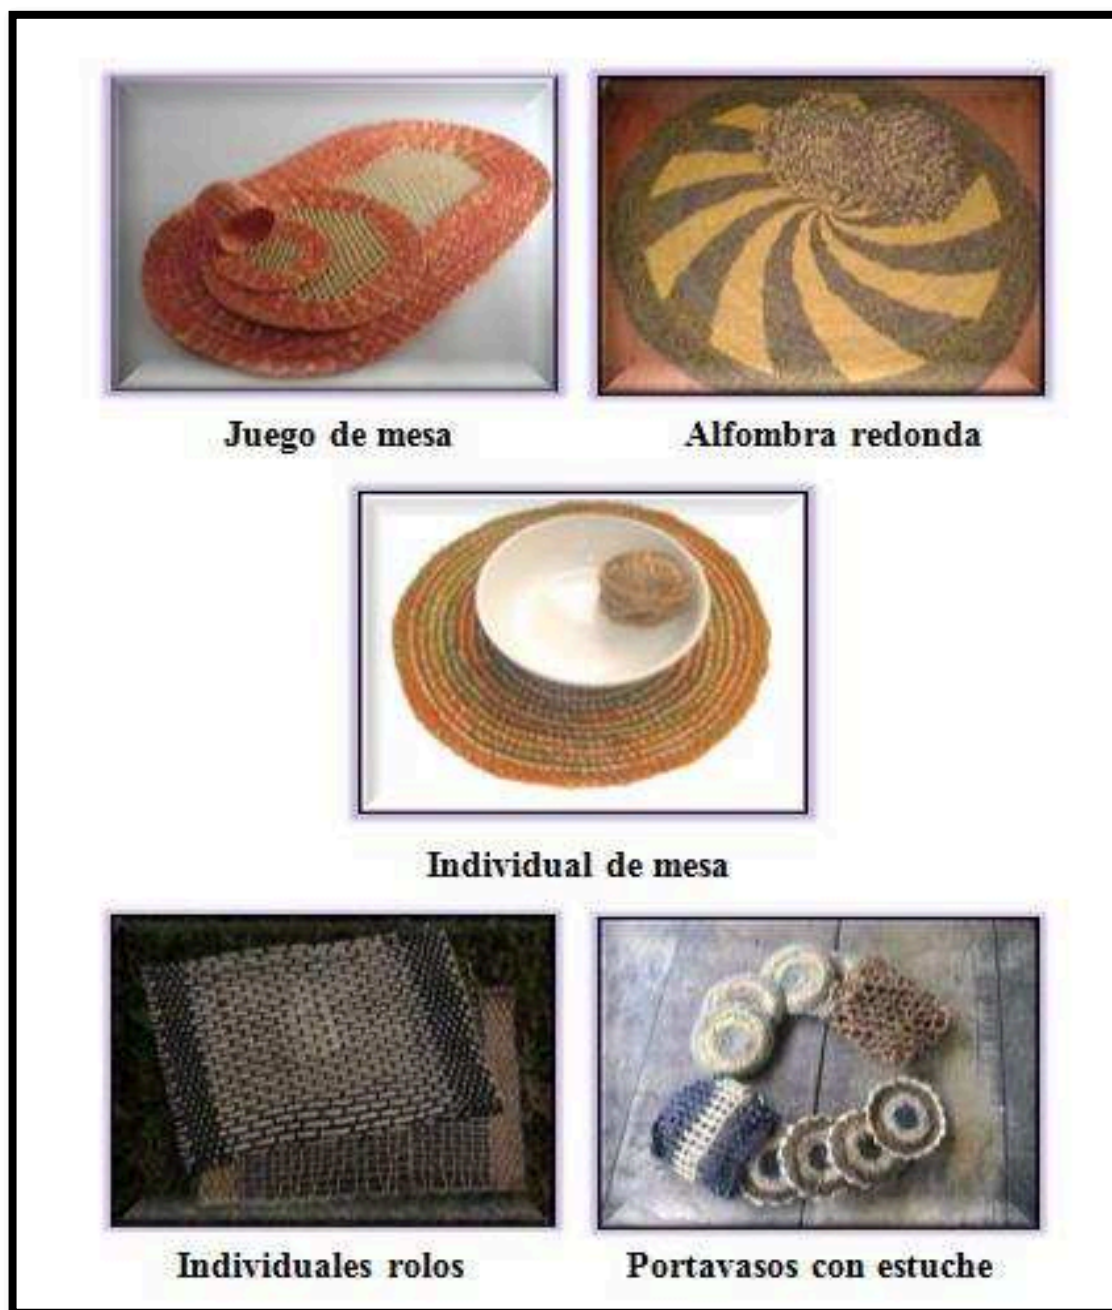 Juego de mesa
Alfombra redonda
Individual de mesa
Individuales rolos
Portavasos con estuche